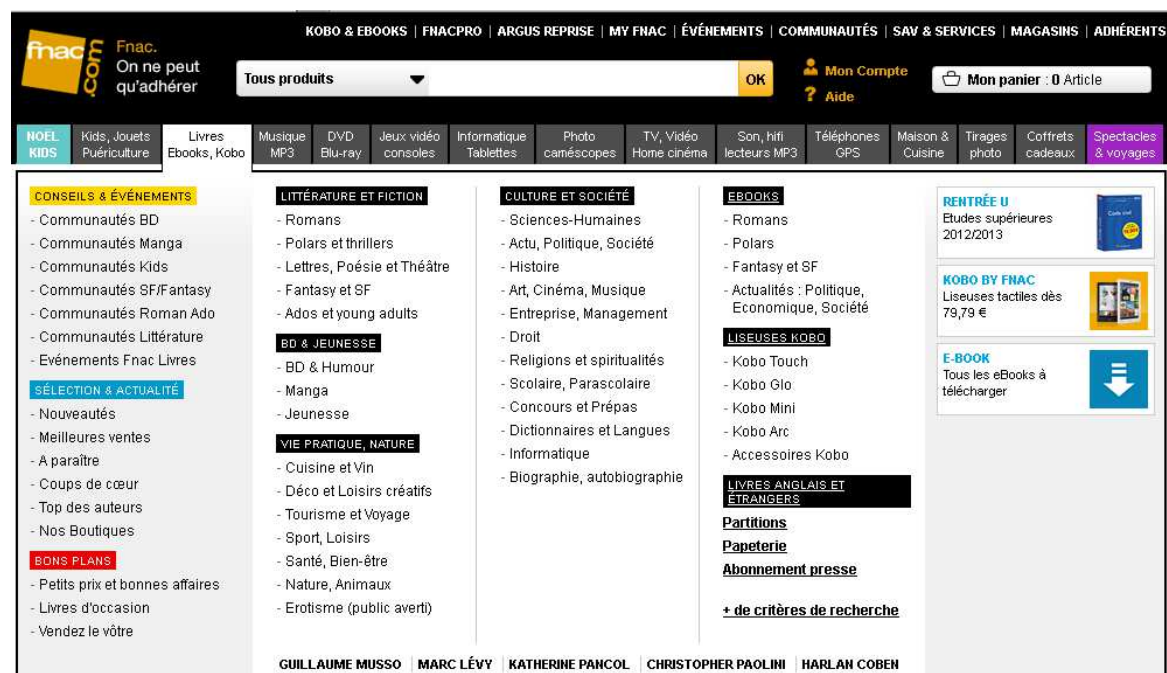 KOBO & EBOOKS | FNACPRO | ARGUS REPRISE | MY FNAC | ÉVÉNEMENTS | COMMUNAUTÉS | SAV & SERVICES | MAGASINS | ADHÉRENTS
fnac.com
Fnac.
On ne peut
qu'adhérer
Tous produits
OK
Mon Compte
? Aide
Mon panier : 0 Article
NOËL
KIDS
Kids, Jouets
Puériculture
Livres
Ebooks, Kobo
Musique
MP3
DVD
Blu-ray
Jeux vidéo
consoles
Informatique
Tablettes
Photo
caméscopes
TV, Vidéo
Home cinéma
Son, hifi
lecteurs MP3
Téléphones
GPS
Maison &
Cuisine
Tirages
photo
Coffrets
cadeaux
Spectacles
& voyages
CONSEILS & ÉVÉNEMENTS
- Communautés BD
- Communautés Manga
- Communautés Kids
- Communautés SF/Fantasy
- Communautés Roman Ado
- Communautés Littérature
- Evénements Fnac Livres
SÉLECTION & ACTUALITÉ
- Nouveautés
- Meilleures ventes
- A paraître
- Coups de cœur
- Top des auteurs
- Nos Boutiques
BONS PLANS
- Petits prix et bonnes affaires
- Livres d'occasion
- Vendez le vôtre
LITTÉRATURE ET FICTION
- Romans
- Polars et thrillers
- Lettres, Poésie et Théâtre
- Fantasy et SF
- Ados et young adults
BD & JEUNESSE
- BD & Humour
- Manga
- Jeunesse
VIE PRATIQUE, NATURE
- Cuisine et Vin
- Déco et Loisirs créatifs
- Tourisme et Voyage
- Sport, Loisirs
- Santé, Bien-être
- Nature, Animaux
- Erotisme (public averti)
CULTURE ET SOCIÉTÉ
- Sciences-Humaines
- Actu, Politique, Société
- Histoire
- Art, Cinéma, Musique
- Entreprise, Management
- Droit
- Religions et spiritualités
- Scolaire, Parascolaire
- Concours et Prépas
- Dictionnaires et Langues
- Informatique
- Biographie, autobiographie
EBOOKS
- Romans
- Polars
- Fantasy et SF
- Actualités : Politique,
Economique, Société
LISEUSES KOBO
- Kobo Touch
- Kobo Glo
- Kobo Mini
- Kobo Arc
- Accessoires Kobo
LIVRES ANGLAIS ET
ÉTRANGERS
Partitions
Papeterie
Abonnement presse
+ de critères de recherche
RENTRÉE U
Etudes supérieures
2012/2013
Code civil
KOBO BY FNAC
Liseuses tactiles dès
79,79 €
E-BOOK
Tous les eBooks à
télécharger
GUILLAUME MUSSO | MARC LÉVY | KATHERINE PANCOL | CHRISTOPHER PAOLINI | HARLAN COBEN